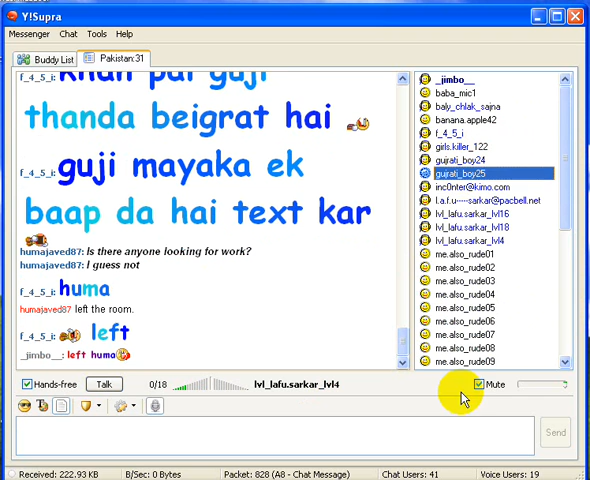 Y!Supra
Messenger Chat Tools Help
Buddy List Pakistan:31
f_4_5_i: khan pai guji
thanda beigrat hai
guji mayaka ek
baap da hai text kar
humajaved87: Is there anyone looking for work?
humajaved87: I guess not
f_4_5_i: huma
humajaved87 left the room.
f_4_5_i: left
_jimbo__: left huma
_jimbo__
baba_mic1
baly_chlak_sajna
banana.apple42
f_4_5_i
girls.killer_122
gujrati_boy24
gujrati_boy25
inc0nter@kimo.com
l.a.f.u----sarkar@pacbell.net
lvl_lafu.sarkar_lvl16
lvl_lafu.sarkar_lvl18
lvl_lafu.sarkar_lvl4
me.also_rude01
me.also_rude02
me.also_rude03
me.also_rude04
me.also_rude05
me.also_rude06
me.also_rude07
me.also_rude08
me.also_rude09
Hands-free Talk 0/18 lvl_lafu.sarkar_lvl4 Mute
Send
Received: 222.93 KB B/Sec: 0 Bytes Packet: 828 (A8 - Chat Message) Chat Users: 41 Voice Users: 19